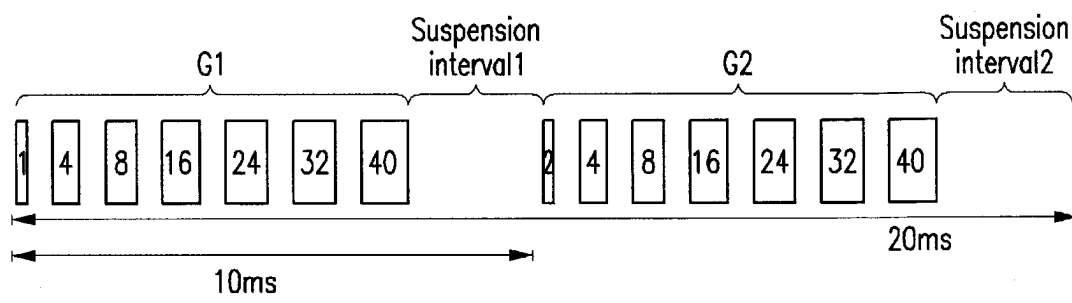 Suspension
interval1
Suspension
interval2
G1
G2
1 4 8 16 24 32 40 2 4 8 16 24 32 40
20ms
10ms